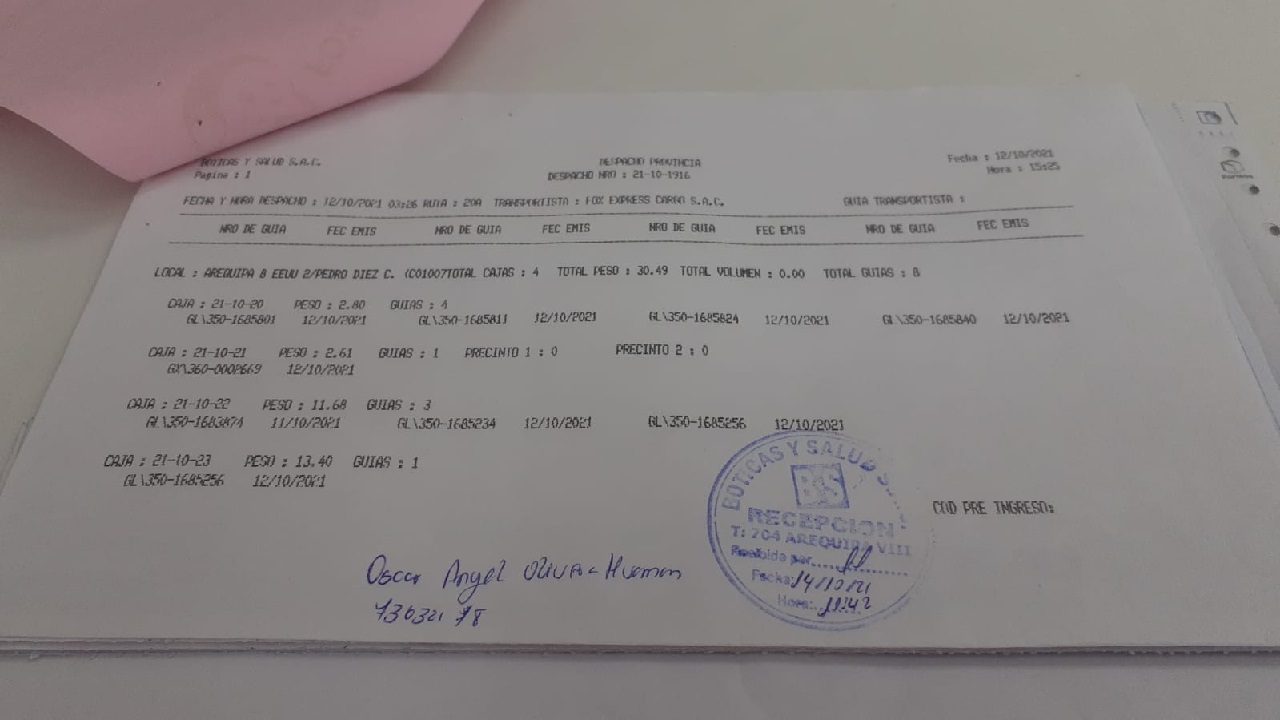 BOTICAS Y SALUD S.A.C. DESPACHO PROVINCIA Fecha : 12/10/2021
Pagina : 1 DESPACHO NRO : 21-10-1916 Hora : 15:25
FECHA Y HORA DESPACHO : 12/10/2021 03:26 RUTA : 20A TRANSPORTISTA : FOX EXPRESS CARGO S.A.C. GUIA TRANSPORTISTA :
NRO DE GUIA FEC EMIS NRO DE GUIA FEC EMIS NRO DE GUIA FEC EMIS NRO DE GUIA FEC EMIS
LOCAL : AREQUIPA 8 EEUU 2/PEDRO DIEZ C. (C01007TOTAL CAJAS : 4 TOTAL PESO : 30.49 TOTAL VOLUMEN : 0.00 TOTAL GUIAS : 8
CAJA : 21-10-20 PESO : 2.80 GUIAS : 4
GL\350-1685801 12/10/2021 GL\350-1685811 12/10/2021 GL\350-1685824 12/10/2021 GL\350-1685840 12/10/2021
CAJA : 21-10-21 PESO : 2.61 GUIAS : 1 PRECINTO 1 : 0 PRECINTO 2 : 0
GX\360-0002669 12/10/2021
CAJA : 21-10-22 PESO : 11.68 GUIAS : 3
GL\350-1683874 11/10/2021 GL\350-1685234 12/10/2021 GL\350-1685256 12/10/2021
CAJA : 21-10-23 PESO : 13.40 GUIAS : 1
GL\350-1685256 12/10/2021
COD PRE INGRESO:
BOTICAS Y SALUD
BS
RECEPCION
T: 704 AREQUIPA VIII
Recibido por
Fecha: 14/10/21
Hora: 11:42
Oscar Angel Oliva Huaman